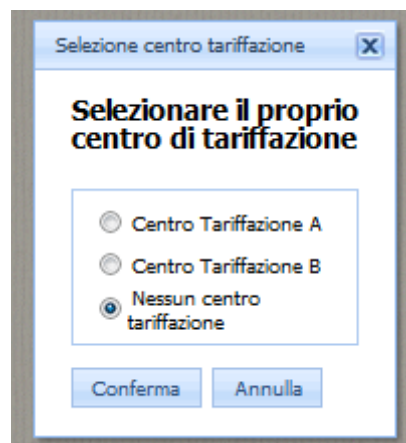 Selezione centro tariffazione
Selezionare il proprio
centro di tariffazione
Centro Tariffazione A
Centro Tariffazione B
Nessun centro
tariffazione
Conferma Annulla